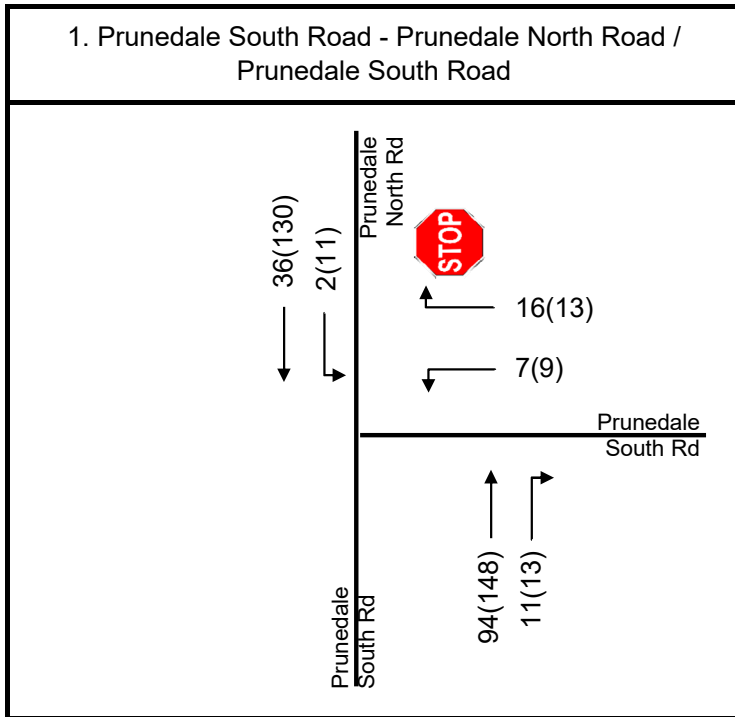 1. Prunedale South Road - Prunedale North Road /
Prunedale South Road
Prunedale
North Rd
36(130)
2(11)
STOP
16(13)
7(9)
Prunedale
South Rd
94(148)
11(13)
Prunedale
South Rd